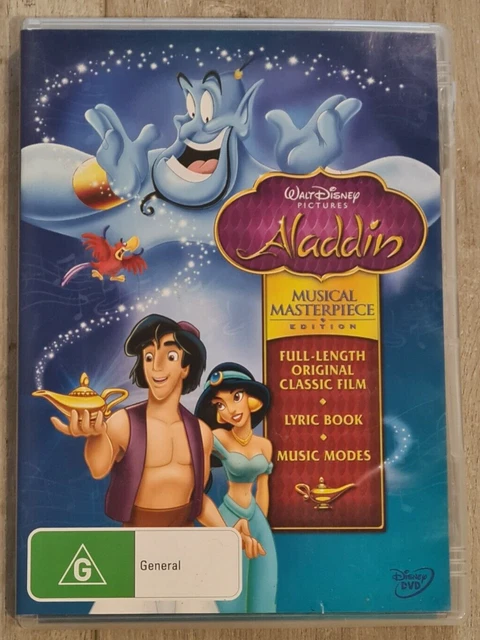 WALT DISNEY
PICTURES
Aladdin
MUSICAL
MASTERPIECE
EDITION
FULL-LENGTH
ORIGINAL
CLASSIC FILM
LYRIC BOOK
MUSIC MODES
G
General
Disney
DVD